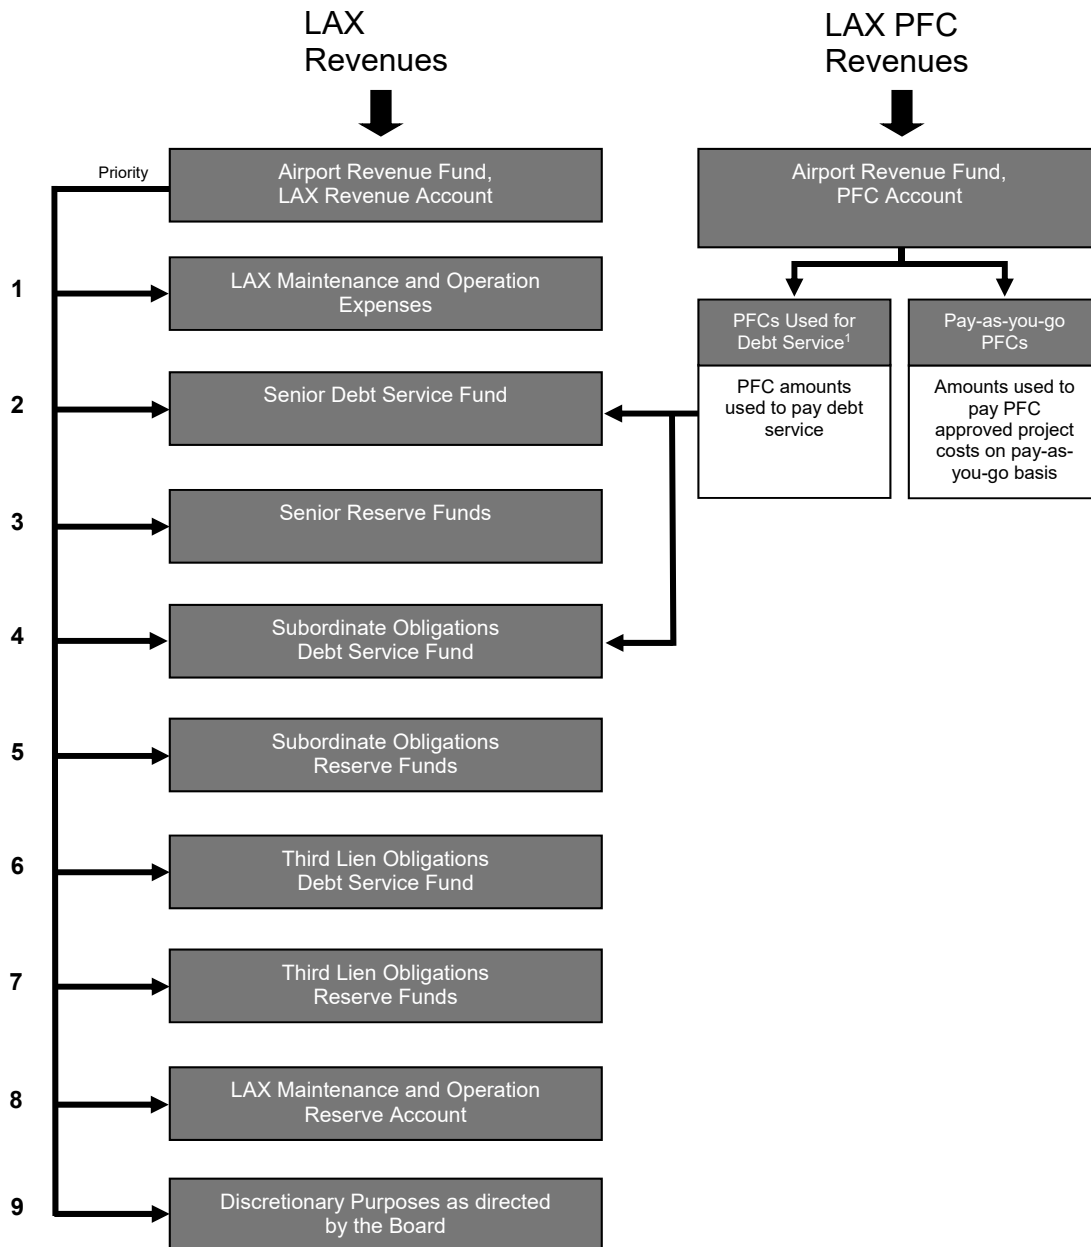 LAX
Revenues
LAX PFC
Revenues
Priority
Airport Revenue Fund,
LAX Revenue Account
Airport Revenue Fund,
PFC Account
1
LAX Maintenance and Operation
Expenses
PFCs Used for
Debt Service¹
PFC amounts
used to pay debt
service
Pay-as-you-go
PFCs
Amounts used to
pay PFC
approved project
costs on pay-as-
you-go basis
2
Senior Debt Service Fund
3
Senior Reserve Funds
4
Subordinate Obligations
Debt Service Fund
5
Subordinate Obligations
Reserve Funds
6
Third Lien Obligations
Debt Service Fund
7
Third Lien Obligations
Reserve Funds
8
LAX Maintenance and Operation
Reserve Account
9
Discretionary Purposes as directed
by the Board